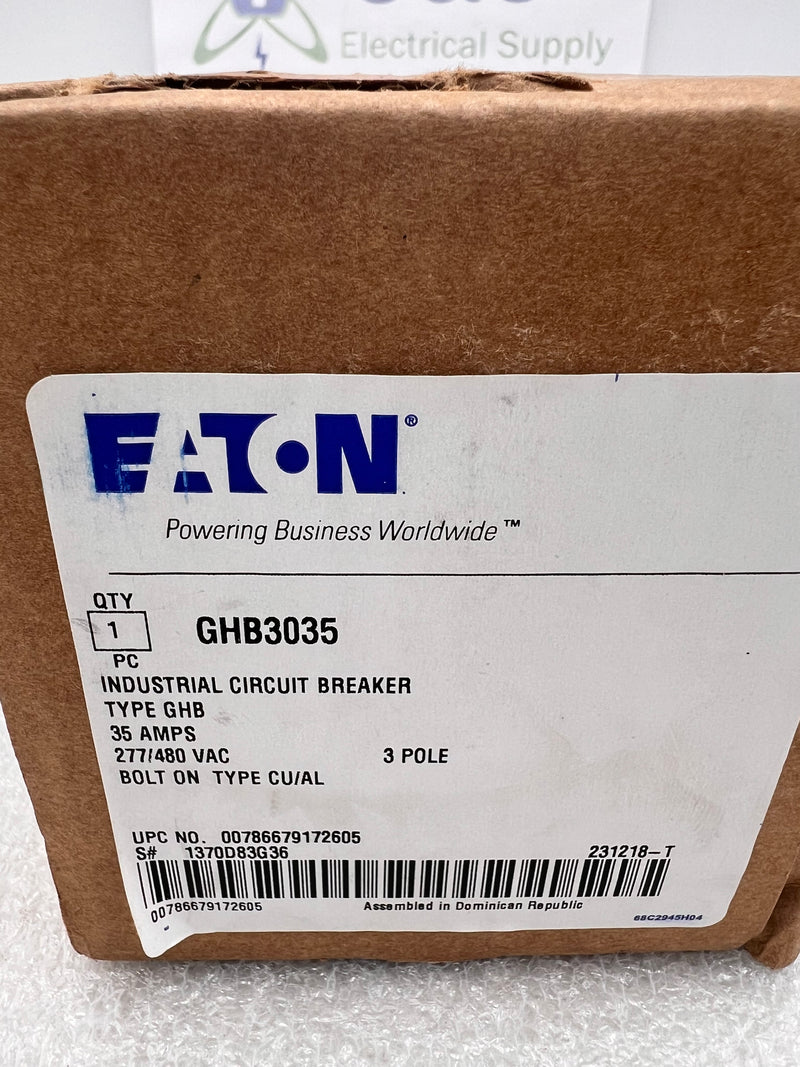 Electrical Supply
EATON®
Powering Business Worldwide™
QTY
1 GHB3035
PC
INDUSTRIAL CIRCUIT BREAKER
TYPE GHB
35 AMPS
277/480 VAC 3 POLE
BOLT ON TYPE CU/AL
UPC NO. 00786679172605
S# 1370D83G36 231218-T
00786679172605 Assembled in Dominican Republic
68C2945H04